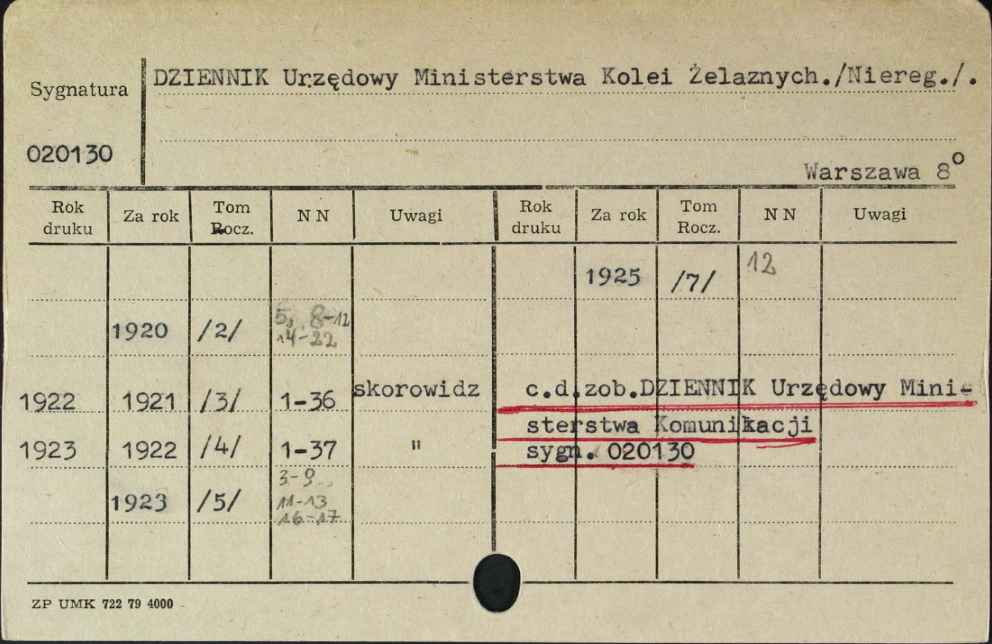 DZIENNIK Urzędowy Ministerstwa Kolei Żelaznych./Niereg./.
Sygnatura
020130
Warszawa 8°
Rok druku Za rok Tom Rocz. NN Uwagi Rok druku Za rok Tom Rocz. NN Uwagi
1925 /7/ 12
1920 /2/ 5, 8-12
14-22
1922 1921 /3/ 1-36 skorowidz c.d.zob.DZIENNIK Urzędowy Mini-
sterstwa Komunikacji
1923 1922 /4/ 1-37 " sygn. 020130
1923 /5/ 3-9
11-13
16-17
ZP UMK 722 79 4000